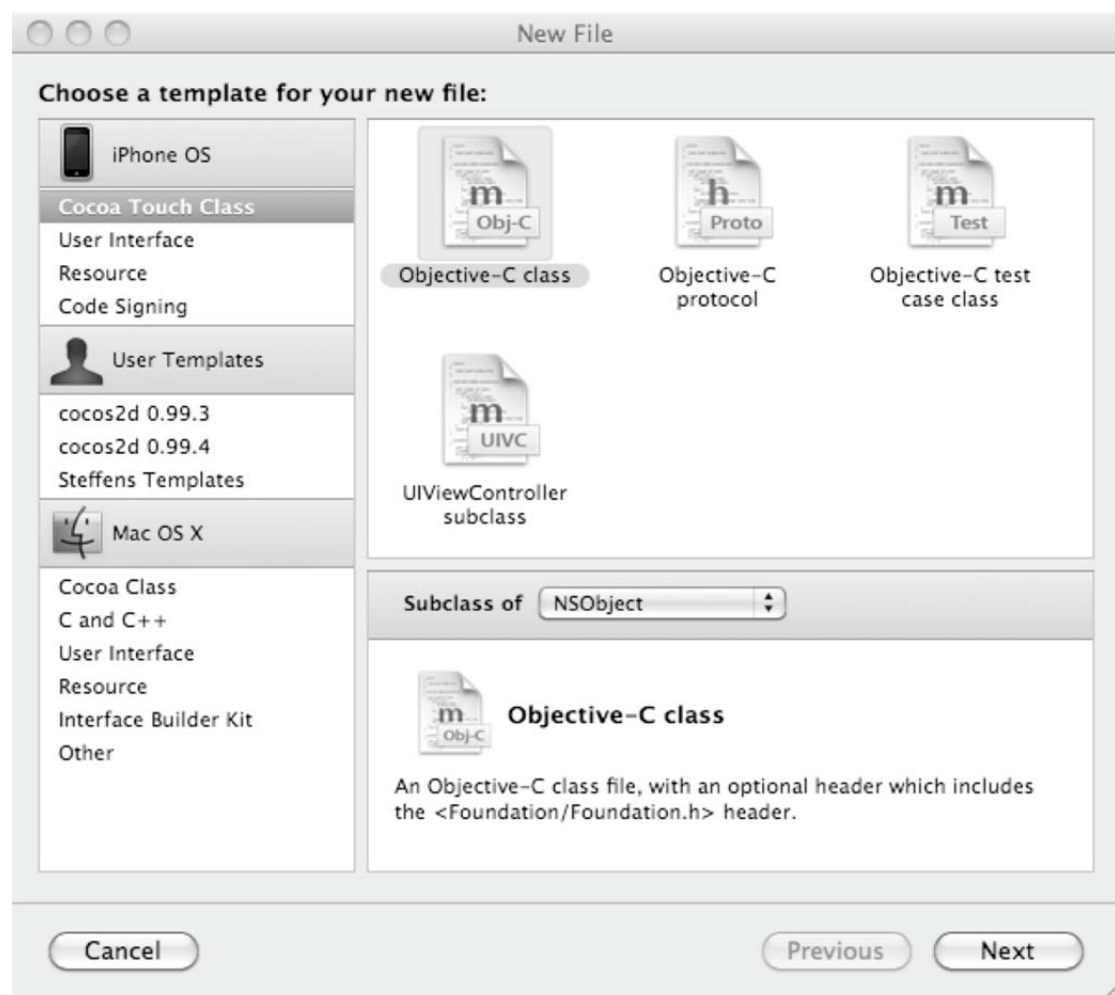 New File
Choose a template for your new file:
iPhone OS
Cocoa Touch Class
User Interface
Resource
Code Signing
User Templates
cocos2d 0.99.3
cocos2d 0.99.4
Steffens Templates
Mac OS X
Cocoa Class
C and C++
User Interface
Resource
Interface Builder Kit
Other
m
Obj-C
Objective-C class
h
Proto
Objective-C
protocol
m
Test
Objective-C test
case class
m
UIVC
UIViewController
subclass
Subclass of NSObject
m
Obj-C
Objective-C class
An Objective-C class file, with an optional header which includes
the <Foundation/Foundation.h> header.
Cancel
Previous
Next